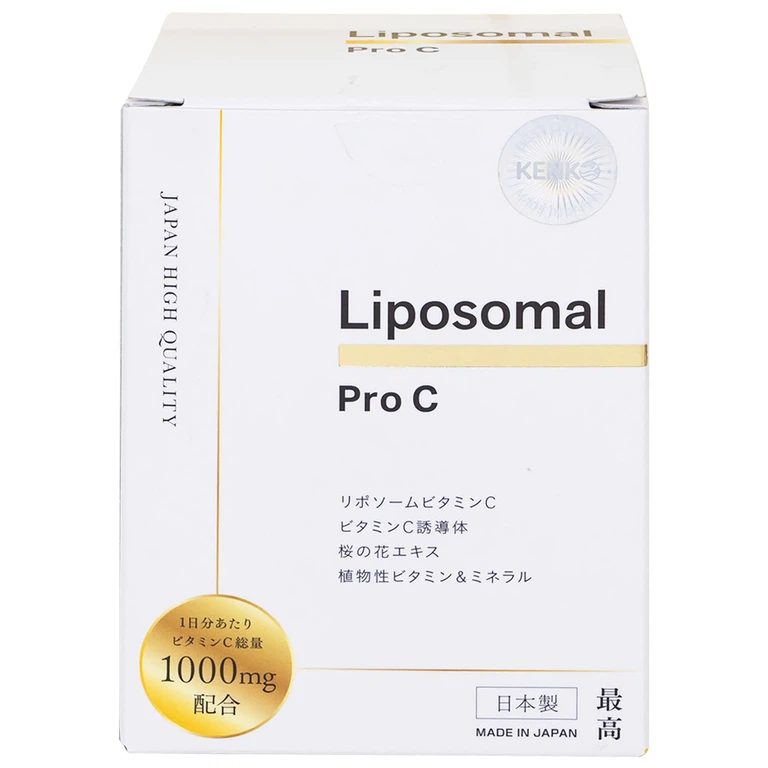 Liposomal
Pro C
KENKO
JAPAN HIGH QUALITY
Liposomal
Pro C
リポソームビタミンC
ビタミンC誘導体
桜の花エキス
植物性ビタミン＆ミネラル
1日分あたり
ビタミンC総量
1000mg
配合
日本製
MADE IN JAPAN
最高